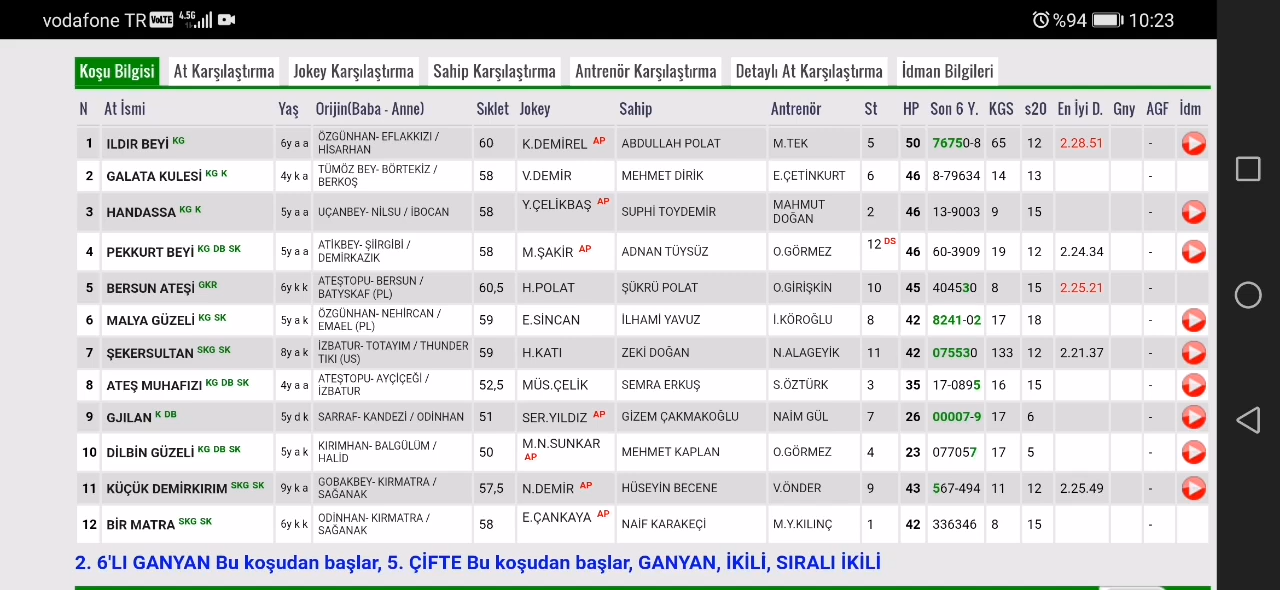 vodafone TR VoLTE 4.5G %94 10:23
Koşu Bilgisi At Karşılaştırma Jokey Karşılaştırma Sahip Karşılaştırma Antrenör Karşılaştırma Detaylı At Karşılaştırma İdman Bilgileri
N At İsmi Yaş Orijin(Baba - Anne) Sıklet Jokey Sahip Antrenör St HP Son 6 Y. KGS s20 En İyi D. Gny AGF İdm
1 ILDIR BEYİ KG 6y a a ÖZGÜNHAN- EFLAKKIZI / HİSARHAN 60 K.DEMİREL AP ABDULLAH POLAT M.TEK 5 50 76750-8 65 12 2.28.51 -
2 GALATA KULESİ KG K 4y k a TÜMÖZ BEY- BÖRTEKİZ / BERKOŞ 58 V.DEMİR MEHMET DİRİK E.ÇETİNKURT 6 46 8-79634 14 13 -
3 HANDASSA KG K 5y a a UÇANBEY- NİLSU / İBOCAN 58 Y.ÇELİKBAŞ AP SUPHİ TOYDEMİR MAHMUT DOĞAN 2 46 13-9003 9 15 -
4 PEKKURT BEYİ KG DB SK 5y a a ATİKBEY- ŞİİRGİBİ / DEMİRKAZIK 58 M.ŞAKİR AP ADNAN TÜYSÜZ O.GÖRMEZ 12 DS 46 60-3909 19 12 2.24.34 -
5 BERSUN ATEŞİ GKR 6y k k ATEŞTOPU- BERSUN / BATYSKAF (PL) 60,5 H.POLAT ŞÜKRÜ POLAT O.GİRİŞKİN 10 45 404530 8 15 2.25.21 -
6 MALYA GÜZELİ KG SK 5y a k ÖZGÜNHAN- NEHİRCAN / EMAEL (PL) 59 E.SİNCAN İLHAMİ YAVUZ İ.KÖROĞLU 8 42 8241-02 17 18 -
7 ŞEKERSULTAN SKG SK 8y a k İZBATUR- TOTAYIM / THUNDER TIKI (US) 59 H.KATI ZEKİ DOĞAN N.ALAGEYİK 11 42 075530 133 12 2.21.37 -
8 ATEŞ MUHAFIZI KG DB SK 4y a a ATEŞTOPU- AYÇİÇEĞİ / İZBATUR 52,5 MÜS.ÇELİK SEMRA ERKUŞ S.ÖZTÜRK 3 35 17-0895 16 15 -
9 GJILAN K DB 5y d k SARRAF- KANDEZİ / ODİNHAN 51 SER.YILDIZ AP GİZEM ÇAKMAKOĞLU NAİM GÜL 7 26 00007-9 17 6 -
10 DİLBİN GÜZELİ KG DB SK 5y a k KIRIMHAN- BALGÜLÜM / HALİD 50 M.N.SUNKAR AP MEHMET KAPLAN O.GÖRMEZ 4 23 077057 17 5 -
11 KÜÇÜK DEMİRKIRIM SKG SK 9y k a GOBAKBEY- KIRMATRA / SAĞANAK 57,5 N.DEMİR AP HÜSEYİN BECENE V.ÖNDER 9 43 567-494 11 12 2.25.49 -
12 BİR MATRA SKG SK 6y k k ODİNHAN- KIRMATRA / SAĞANAK 58 E.ÇANKAYA AP NAİF KARAKEÇİ M.Y.KILINÇ 1 42 336346 8 15 -
2. 6'LI GANYAN Bu koşudan başlar, 5. ÇİFTE Bu koşudan başlar, GANYAN, İKİLİ, SIRALI İKİLİ